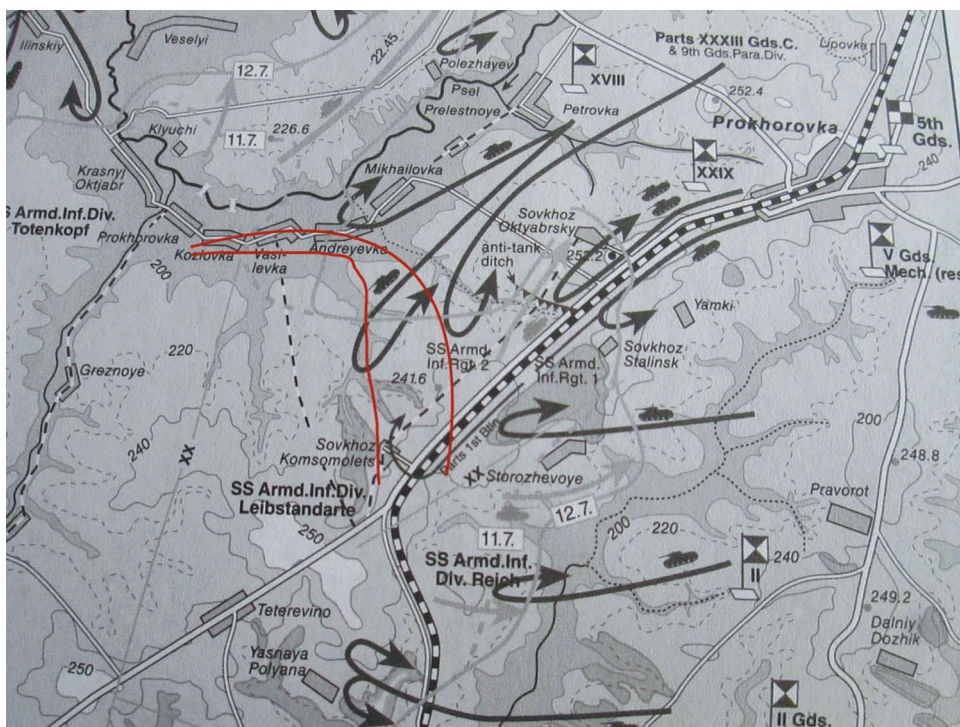 Ilinskiy
Veselyi
22.45
12.7.
Polezhayev
XVIII
Parts XXXIII Gds.C.
& 9th Gds.Para.Div.
Lipovka
Psel
Prelestnoye
Petrovka
252.4
Klyuchi
226.6
11.7.
Prokhorovka
5th
Gds.
XXIX
240
Krasnyi
Oktjabr
Mikhailovka
S Armd.Inf.Div.
Totenkopf
Prokhorovka
Kozlovka
Vasi-
levka
Andreyevka
Sovkhoz
Oktyabrsky
anti-tank
ditch
252.2
V Gds.
Mech. (res
200
Yamki
220
Greznoye
SS Armd.
Inf.Rgt. 2
SS Armd.
Inf.Rgt. 1
Sovkhoz
Stalinsk
241.6
240
XX
Sovkhoz
Komsomolets
Parts 1st Btln.
XX
Storozhevoye
200
248.8
SS Armd.Inf.Div.
Leibstandarte
250
12.7.
11.7.
200
220
Pravorot
SS Armd.Inf.
Div. Reich
II
240
Teterevino
249.2
Dalniy
Dozhik
Yasnaya
Polyana
250
II Gds.